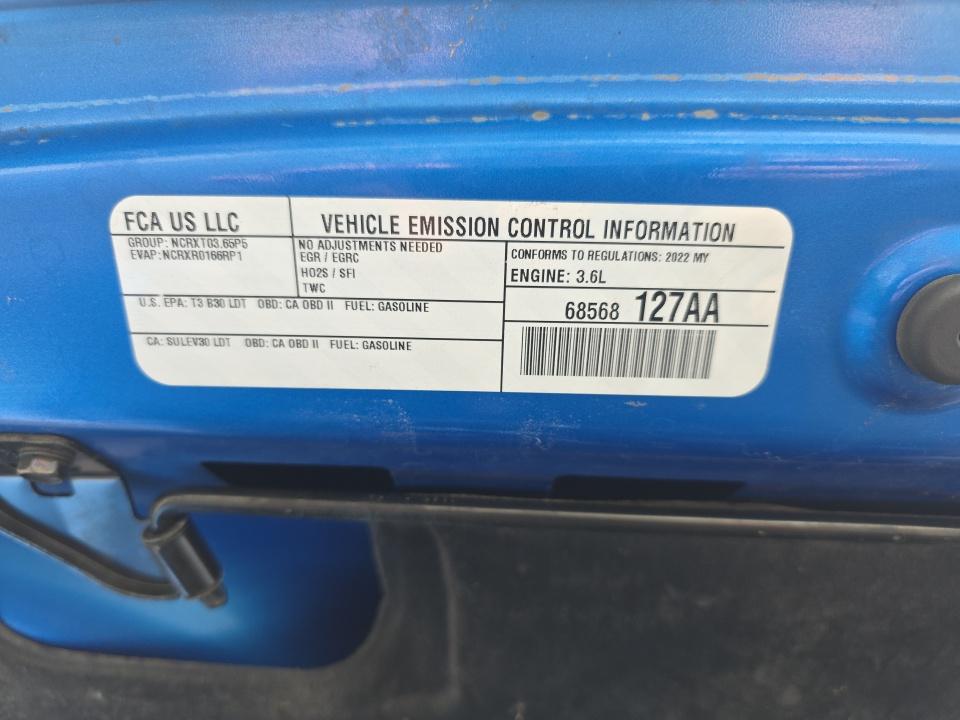 FCA US LLC
VEHICLE EMISSION CONTROL INFORMATION
GROUP: NCRXT03.65P5
EVAP: NCRXR0166RP1
NO ADJUSTMENTS NEEDED
EGR / EGRC
HO2S / SFI
TWC
CONFORMS TO REGULATIONS: 2022 MY
ENGINE: 3.6L
U.S. EPA: T3 B30 LDT OBD: CA OBD II FUEL: GASOLINE
68568 127AA
CA: SULEV30 LDT OBD: CA OBD II FUEL: GASOLINE